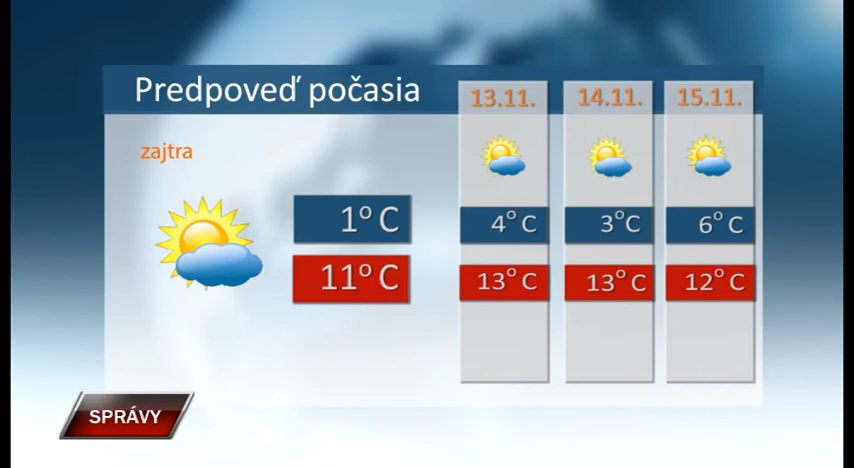 Predpoveď počasia
zajtra
1° C
11° C
13.11.
4° C
13° C
14.11.
3°C
13° C
15.11.
6° C
12° C
SPRÁVY